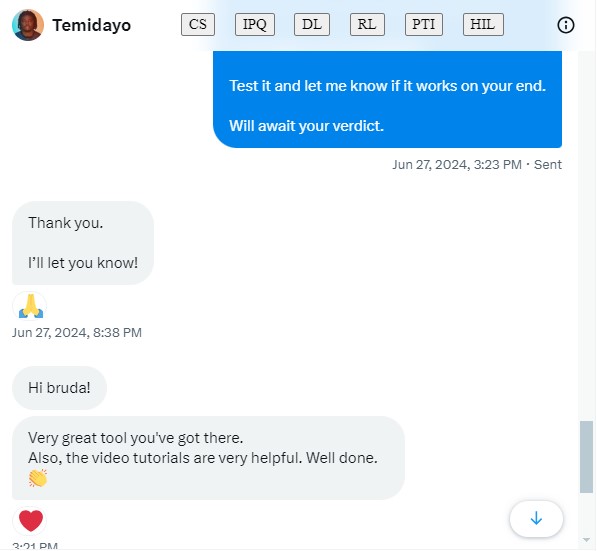 Temidayo
CS IPQ DL RL PTI HIL
Test it and let me know if it works on your end.
Will await your verdict.
Jun 27, 2024, 3:23 PM · Sent
Thank you.
I’ll let you know!
Jun 27, 2024, 8:38 PM
Hi bruda!
Very great tool you've got there.
Also, the video tutorials are very helpful. Well done.
3:21 PM